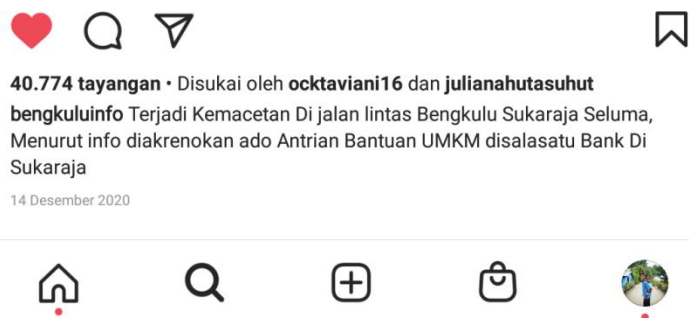 40.774 tayangan • Disukai oleh ocktaviani16 dan julianahutasuhut
bengkuluinfo Terjadi Kemacetan Di jalan lintas Bengkulu Sukaraja Seluma,
Menurut info diakrenokan ado Antrian Bantuan UMKM disalasatu Bank Di
Sukaraja
14 Desember 2020